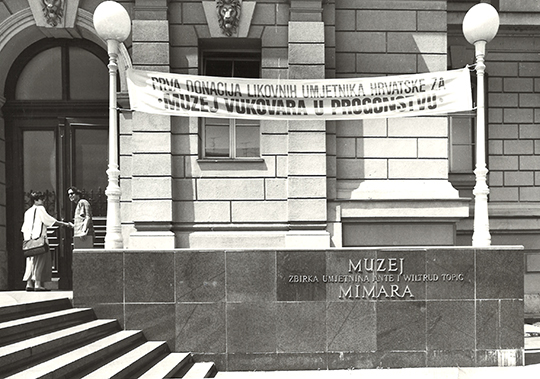 PRVA DONACIJA LIKOVNIH UMJETNIKA HRVATSKE ZA
"MUZEJ VUKOVARA U PROGONSTVU"
MUZEJ
ZBIRKA UMJETNINA ANTE I WILTRUD TOPIĆ
MIMARA